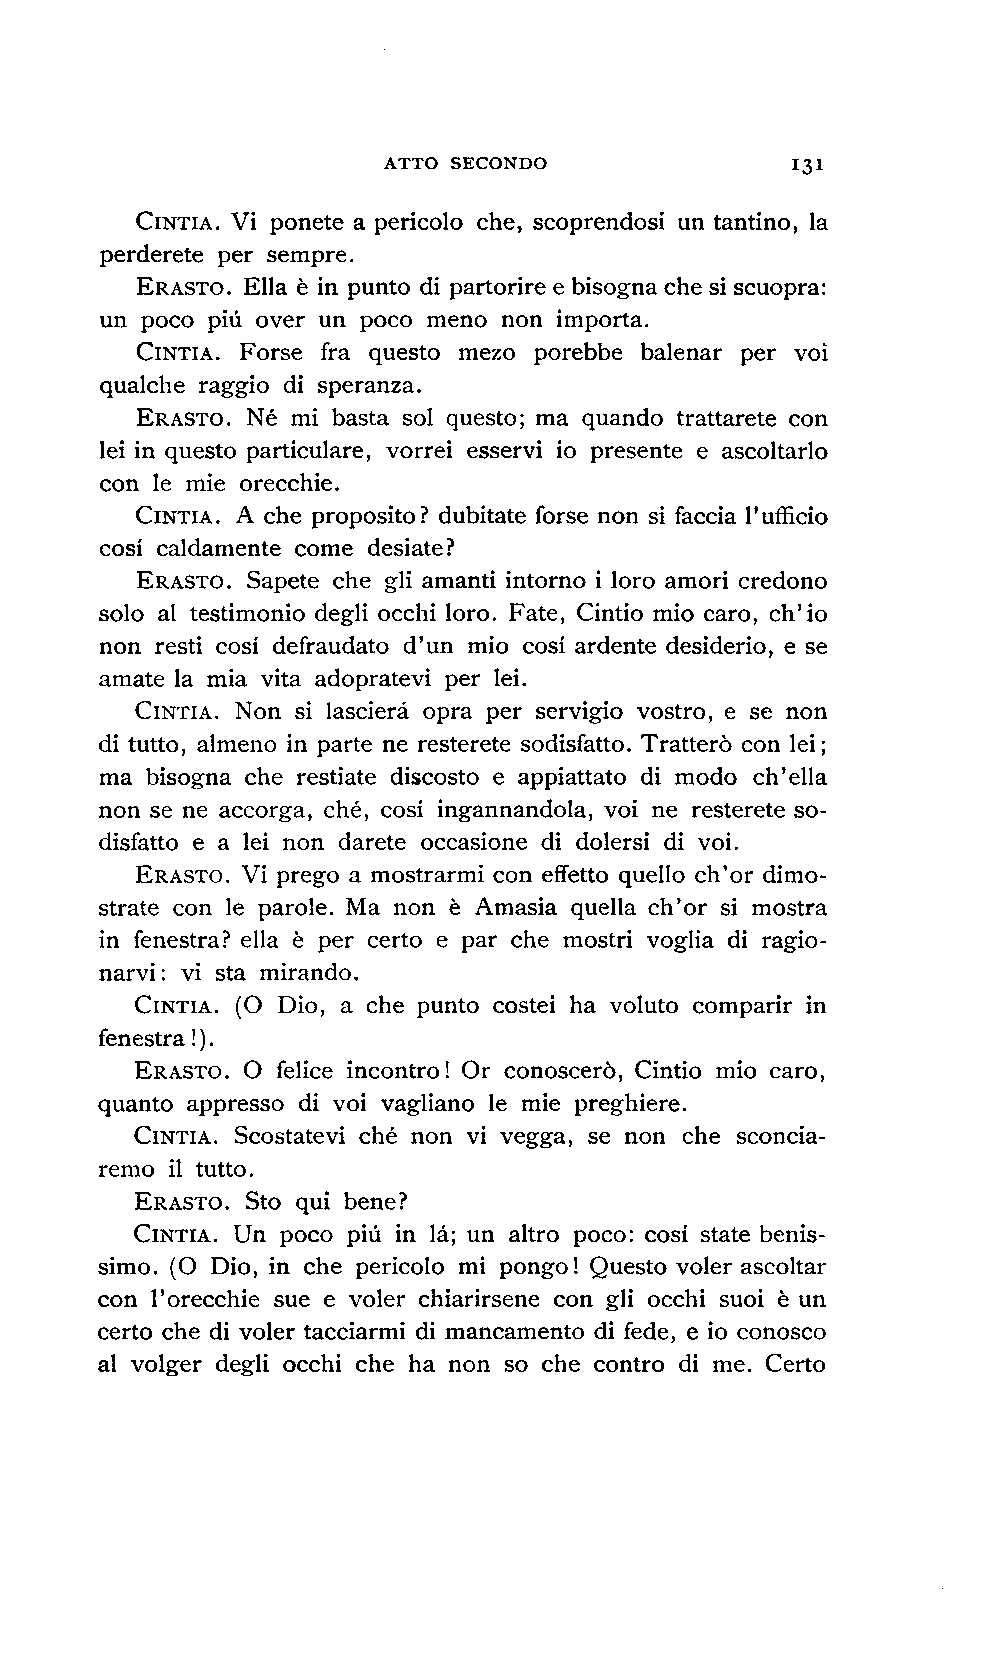 ATTO SECONDO 131
CINTIA. Vi ponete a pericolo che, scoprendosi un tantino, la
perderete per sempre.
ERASTO. Ella è in punto di partorire e bisogna che si scuopra:
un poco piú over un poco meno non importa.
CINTIA. Forse fra questo mezo porebbe balenar per voi
qualche raggio di speranza.
ERASTO. Né mi basta sol questo; ma quando trattarete con
lei in questo particulare, vorrei esservi io presente e ascoltarlo
con le mie orecchie.
CINTIA. A che proposito? dubitate forse non si faccia l'ufficio
cosí caldamente come desiate?
ERASTO. Sapete che gli amanti intorno i loro amori credono
solo al testimonio degli occhi loro. Fate, Cintio mio caro, ch'io
non resti cosí defraudato d'un mio cosí ardente desiderio, e se
amate la mia vita adopratevi per lei.
CINTIA. Non si lascierá opra per servigio vostro, e se non
di tutto, almeno in parte ne resterete sodisfatto. Tratterò con lei;
ma bisogna che restiate discosto e appiattato di modo ch'ella
non se ne accorga, ché, cosí ingannandola, voi ne resterete so-
disfatto e a lei non darete occasione di dolersi di voi.
ERASTO. Vi prego a mostrarmi con effetto quello ch'or dimo-
strate con le parole. Ma non è Amasia quella ch'or si mostra
in fenestra? ella è per certo e par che mostri voglia di ragio-
narvi: vi sta mirando.
CINTIA. (O Dio, a che punto costei ha voluto comparir in
fenestra!).
ERASTO. O felice incontro! Or conoscerò, Cintio mio caro,
quanto appresso di voi vagliano le mie preghiere.
CINTIA. Scostatevi ché non vi vegga, se non che sconcia-
remo il tutto.
ERASTO. Sto qui bene?
CINTIA. Un poco piú in lá; un altro poco: cosí state benis-
simo. (O Dio, in che pericolo mi pongo! Questo voler ascoltar
con l'orecchie sue e voler chiarirsene con gli occhi suoi è un
certo che di voler tacciarmi di mancamento di fede, e io conosco
al volger degli occhi che ha non so che contro di me. Certo